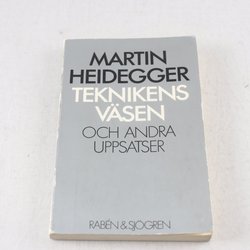 MARTIN
HEIDEGGER
TEKNIKENS
VÄSEN
OCH ANDRA
UPPSATSER
RABÉN & SJÖGREN